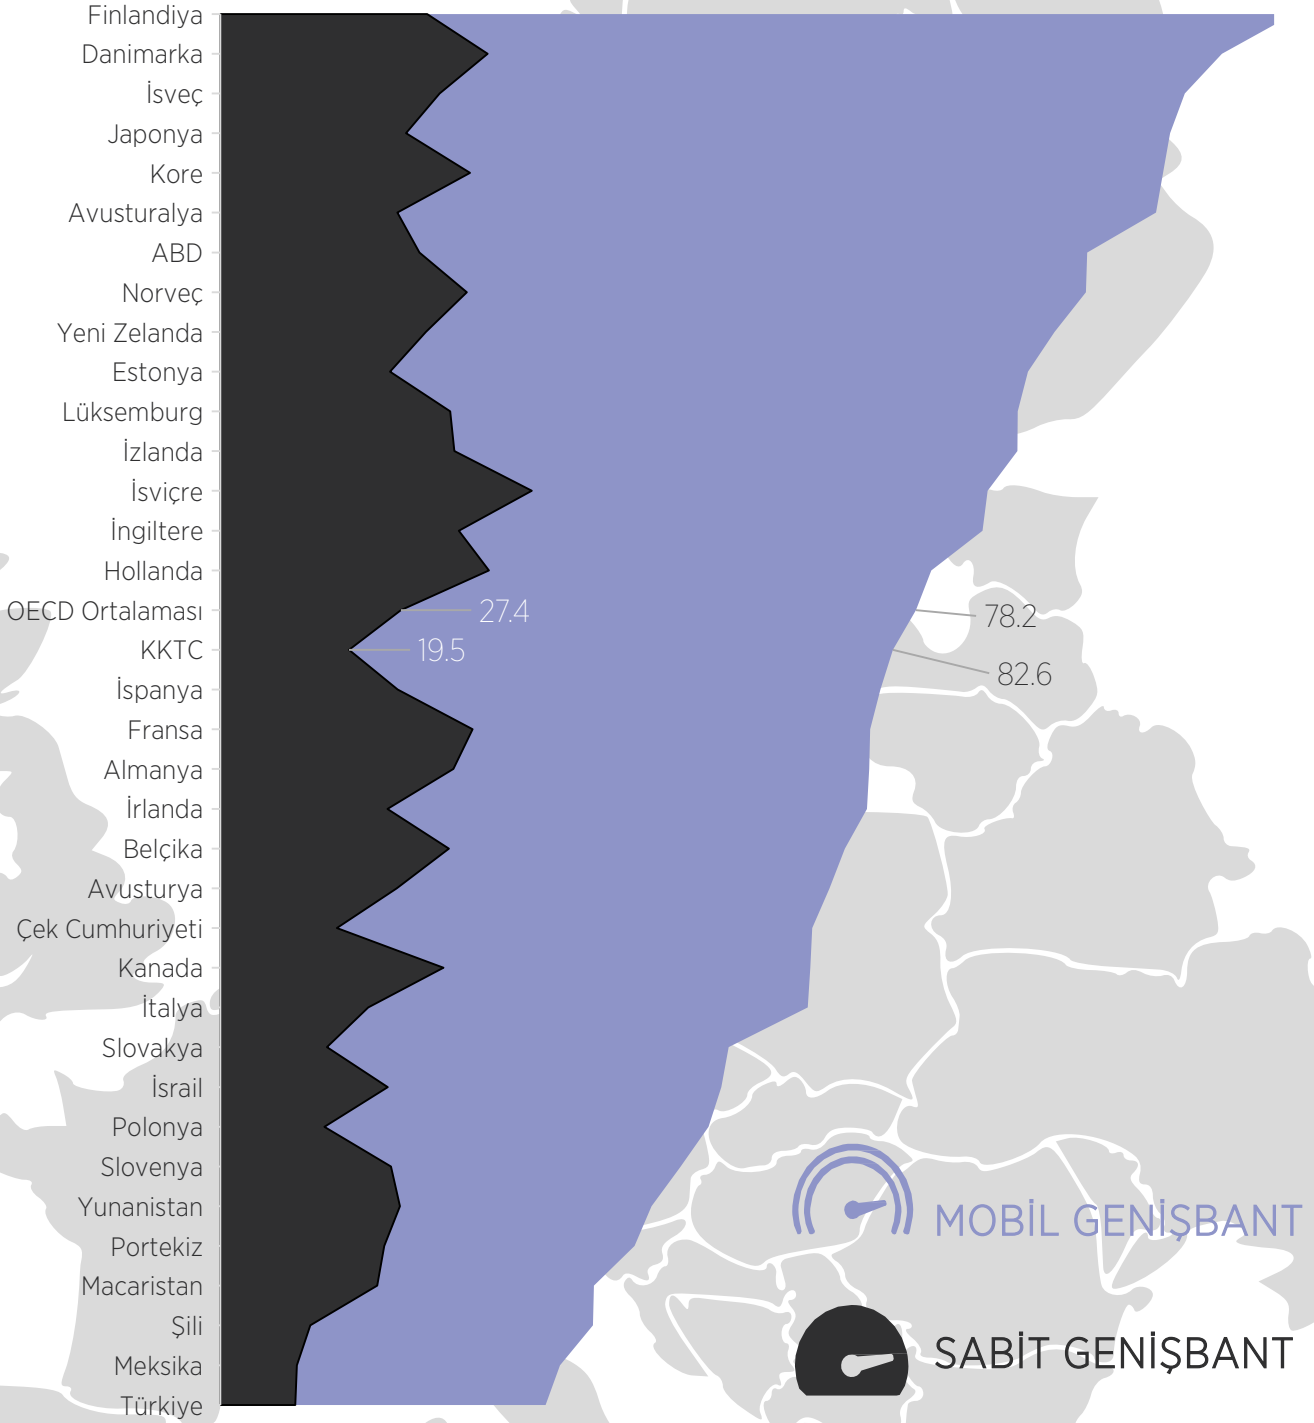 Finlandiya
Danimarka
İsveç
Japonya
Kore
Avusturalya
ABD
Norveç
Yeni Zelanda
Estonya
Lüksemburg
İzlanda
İsviçre
İngiltere
Hollanda
OECD Ortalaması 27.4 78.2
KKTC 19.5 82.6
İspanya
Fransa
Almanya
İrlanda
Belçika
Avusturya
Çek Cumhuriyeti
Kanada
İtalya
Slovakya
İsrail
Polonya
Slovenya
Yunanistan
MOBİL GENİŞBANT
Portekiz
Macaristan
Şili
SABİT GENİŞBANT
Meksika
Türkiye